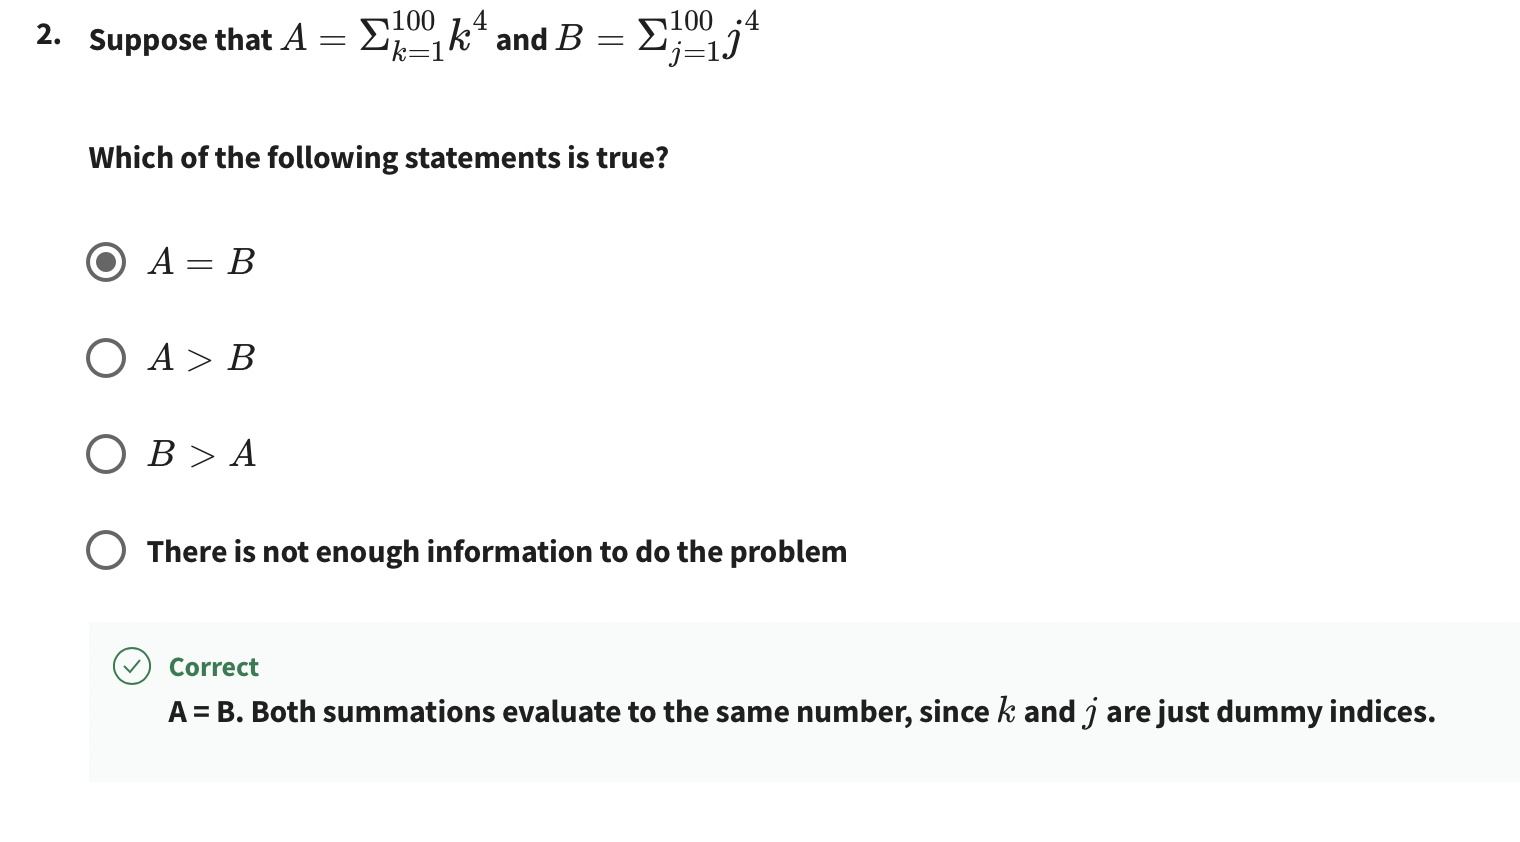 2. Suppose that $A = \Sigma_{k=1}^{100} k^4$ and $B = \Sigma_{j=1}^{100} j^4$
Which of the following statements is true?
$A = B$
$A > B$
$B > A$
There is not enough information to do the problem
Correct
A = B. Both summations evaluate to the same number, since $k$ and $j$ are just dummy indices.